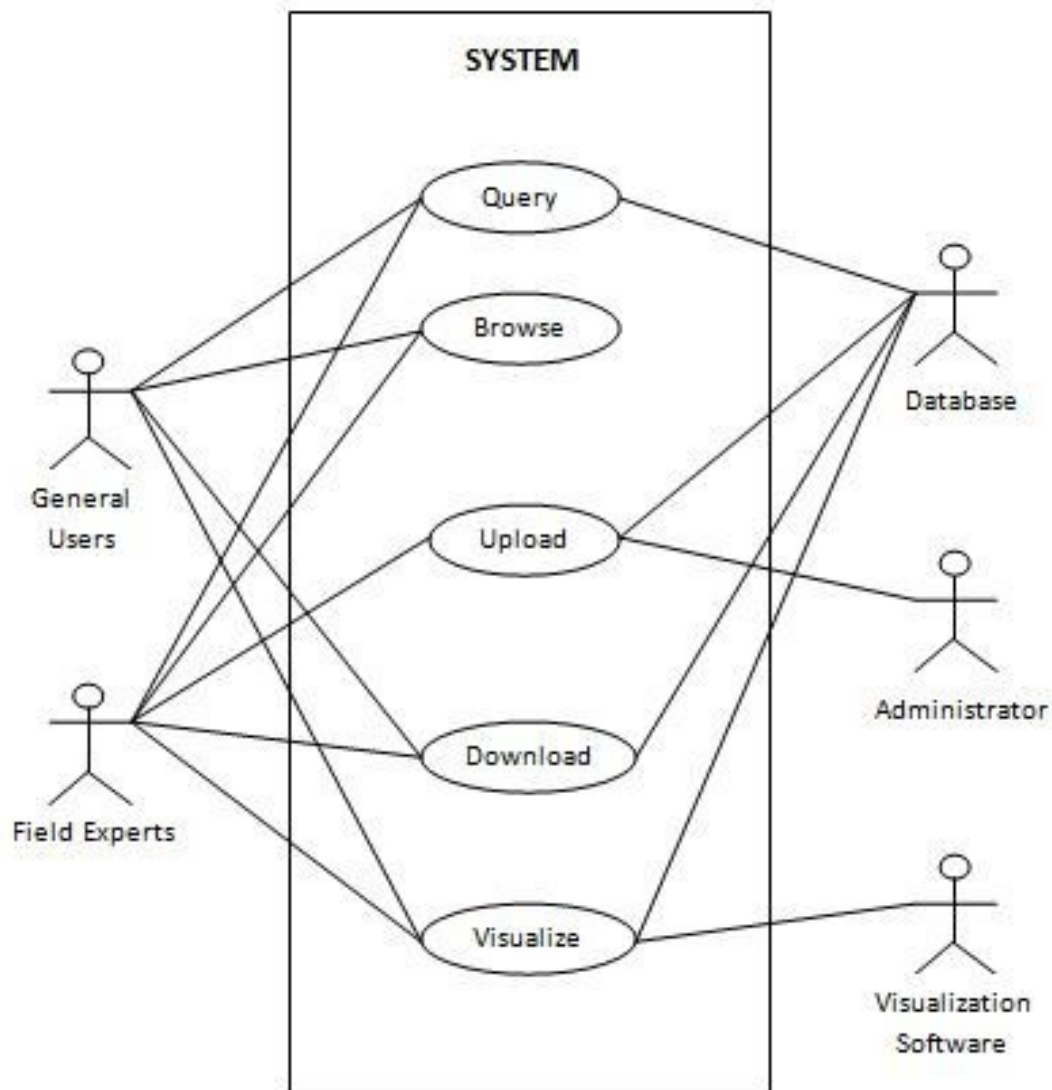 SYSTEM
Query
Browse
Database
General
Users
Upload
Administrator
Download
Field Experts
Visualize
Visualization
Software